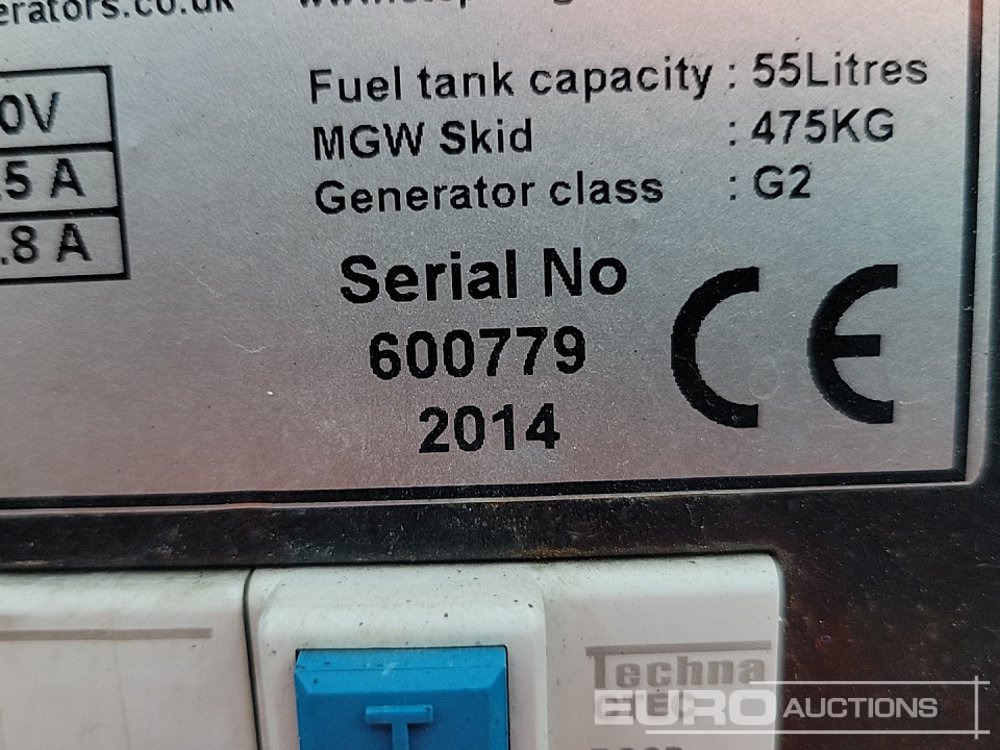 erators.co.uk
Fuel tank capacity : 55Litres
0V
MGW Skid : 475KG
5 A
Generator class : G2
.8 A
Serial No
600779
2014
CE
Techna
ELEC
T
EURO AUCTIONS